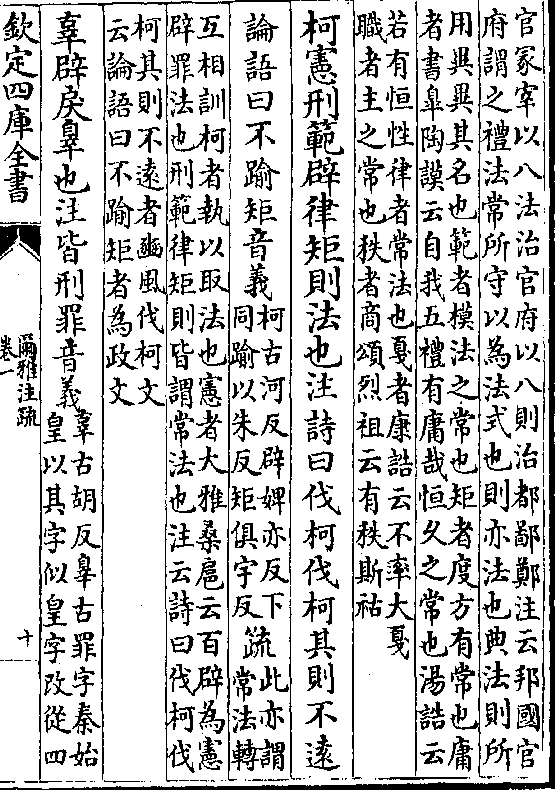 官冢宰以八法治官府以八則治都鄙鄭注云邦國官
府謂之禮法常所守以為法式也則亦法也典法則所
用異異其名也範者模法之常也矩者度方有常也庸
者書臯陶謨云自我五禮有庸哉恒久之常也湯誥云
若有恒性律者常法也戛者康誥云不率大戛
職者主之常也秩者商頌烈祖云有秩斯祜
柯憲刑範辟律矩則法也注詩曰伐柯伐柯其則不遠
論語曰不踰矩音義柯古河反辟婢亦反下
同踰以朱反矩俱字反疏此亦謂
常法轉
互相訓柯者執以取法也憲者大雅桑扈云百辟為憲
辟罪法也刑範律矩則皆謂常法也注云詩曰伐柯伐
柯其則不遠者豳風伐柯文
云論語曰不踰矩者為政文
辜辟戾辠也注皆刑罪音義辜古胡反辠古罪字秦始
皇以其字似皇字改從四
欽定四庫全書
爾雅注疏
卷一
十